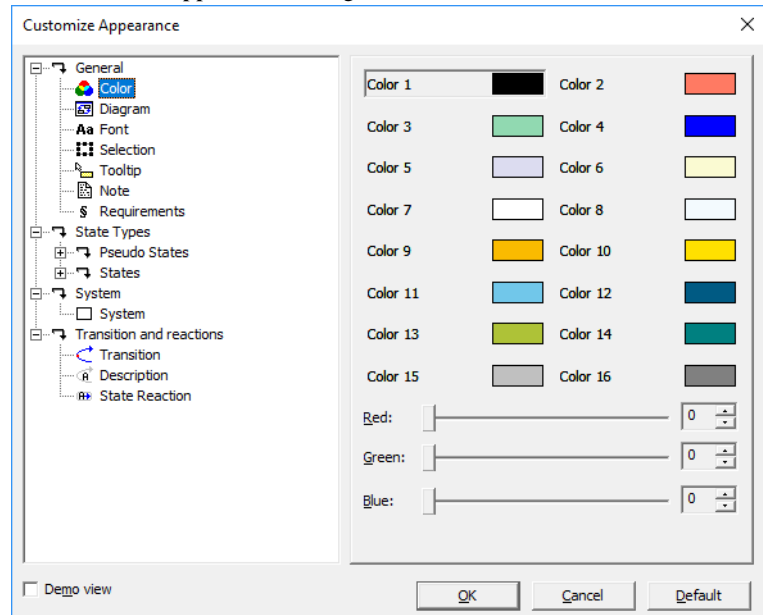 Customize Appearance
General
Color
Diagram
Aa Font
Selection
Tooltip
Note
§ Requirements
State Types
Pseudo States
States
System
System
Transition and reactions
Transition
A Description
State Reaction
Color 1 Color 2
Color 3 Color 4
Color 5 Color 6
Color 7 Color 8
Color 9 Color 10
Color 11 Color 12
Color 13 Color 14
Color 15 Color 16
Red: 0
Green: 0
Blue: 0
Demo view
OK Cancel Default